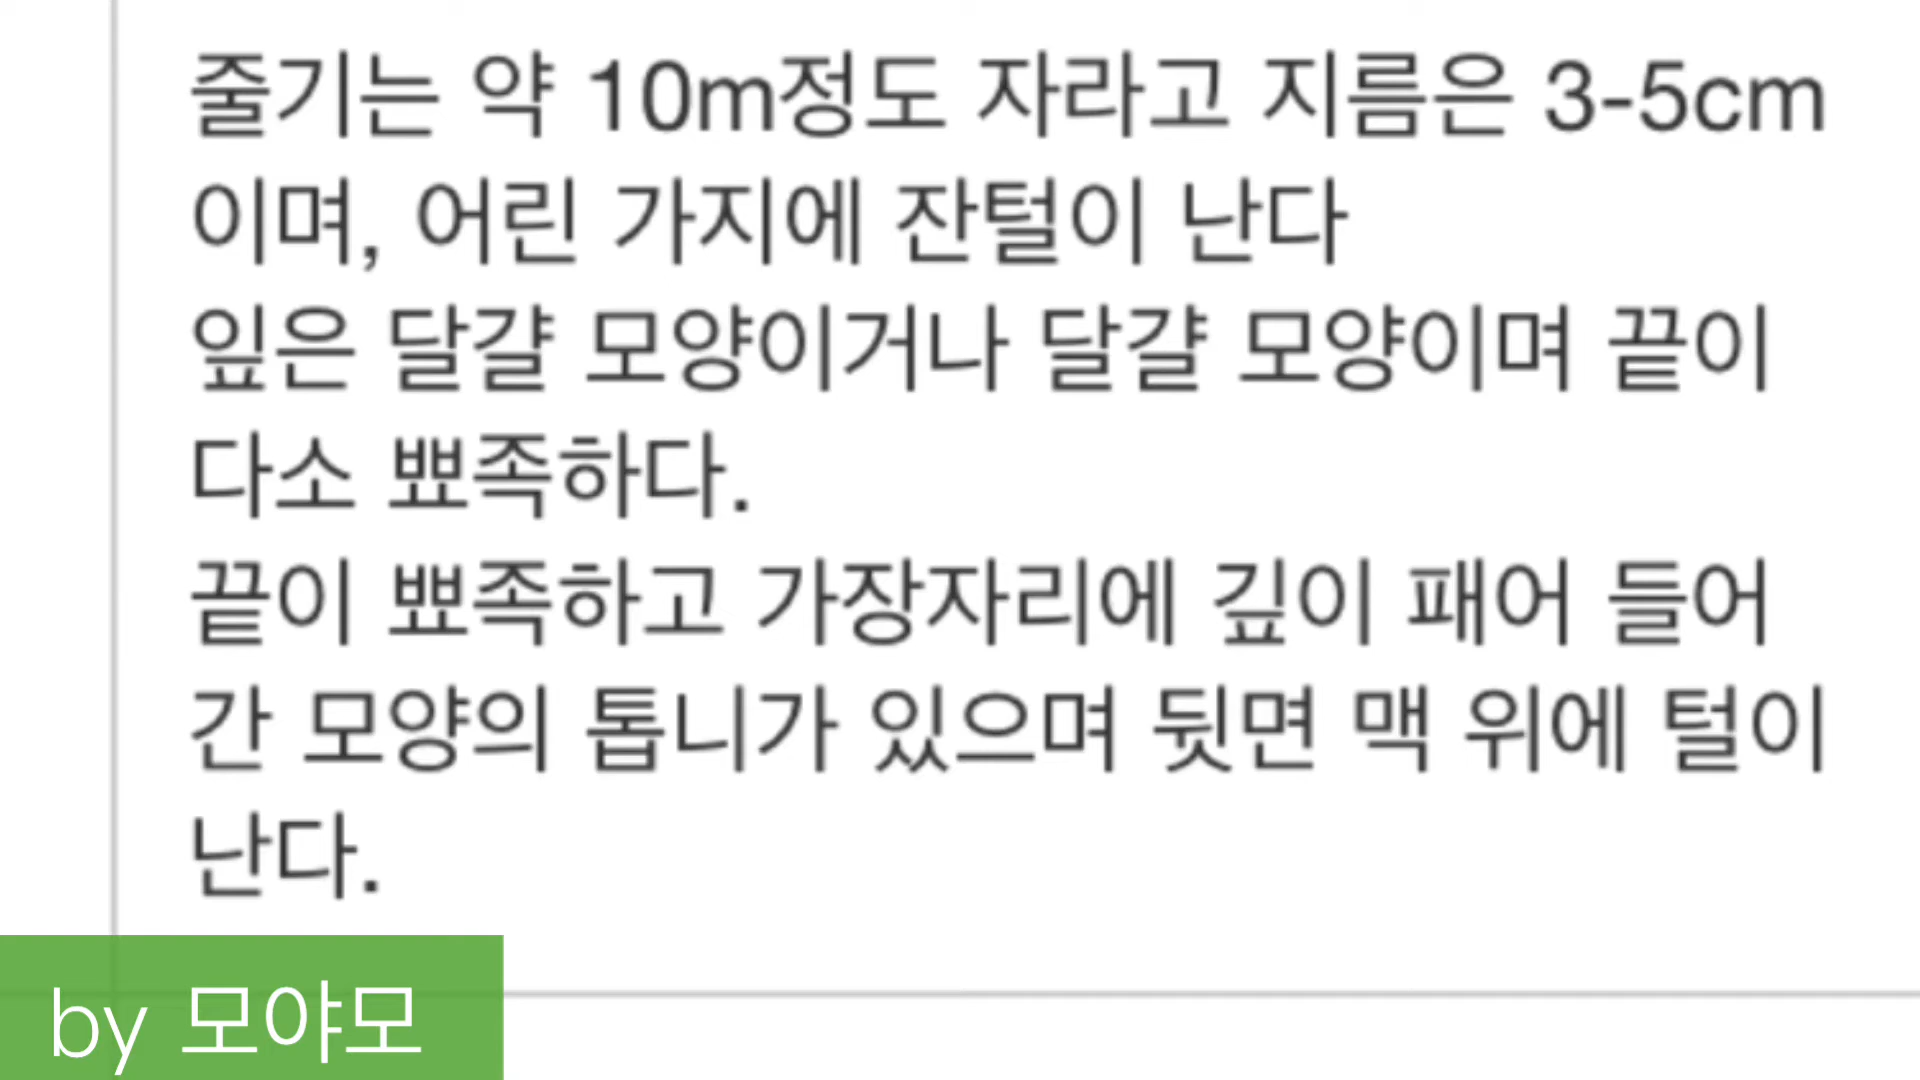 줄기는 약 10m정도 자라고 지름은 3-5cm
이며, 어린 가지에 잔털이 난다
잎은 달걀 모양이거나 달걀 모양이며 끝이
다소 뾰족하다.
끝이 뾰족하고 가장자리에 깊이 패어 들어
간 모양의 톱니가 있으며 뒷면 맥 위에 털이
난다.
by 모야모